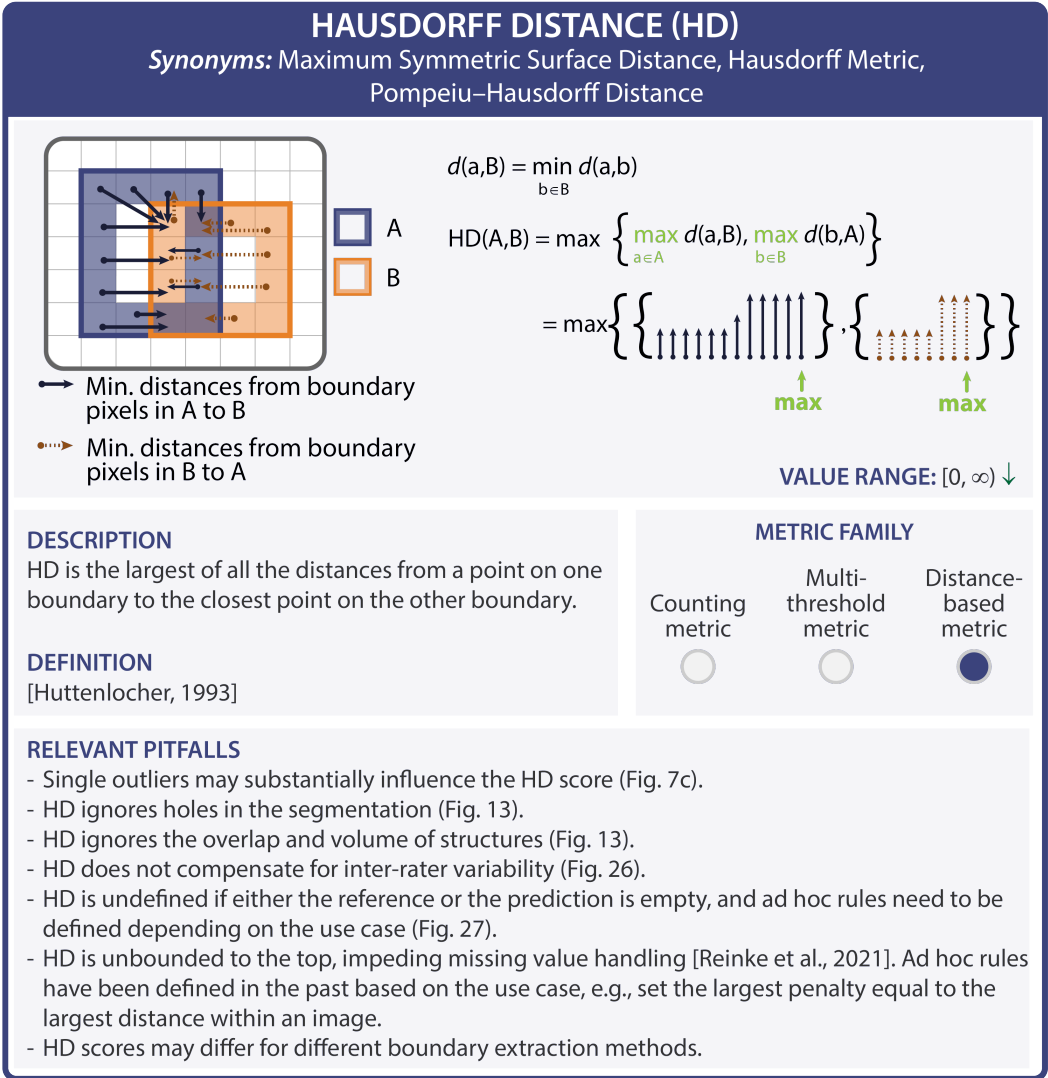 HAUSDORFF DISTANCE (HD)
Synonyms: Maximum Symmetric Surface Distance, Hausdorff Metric,
Pompeiu–Hausdorff Distance
A
B
d(a,B) = min d(a,b)
b∈B
HD(A,B) = max { max d(a,B), max d(b,A) }
a∈A b∈B
= max { { } , { } }
max max
Min. distances from boundary
pixels in A to B
Min. distances from boundary
pixels in B to A
VALUE RANGE: [0, ∞) ↓
DESCRIPTION
HD is the largest of all the distances from a point on one
boundary to the closest point on the other boundary.
DEFINITION
[Huttenlocher, 1993]
METRIC FAMILY
Counting
metric
Multi-
threshold
metric
Distance-
based
metric
RELEVANT PITFALLS
- Single outliers may substantially influence the HD score (Fig. 7c).
- HD ignores holes in the segmentation (Fig. 13).
- HD ignores the overlap and volume of structures (Fig. 13).
- HD does not compensate for inter-rater variability (Fig. 26).
- HD is undefined if either the reference or the prediction is empty, and ad hoc rules need to be
defined depending on the use case (Fig. 27).
- HD is unbounded to the top, impeding missing value handling [Reinke et al., 2021]. Ad hoc rules
have been defined in the past based on the use case, e.g., set the largest penalty equal to the
largest distance within an image.
- HD scores may differ for different boundary extraction methods.